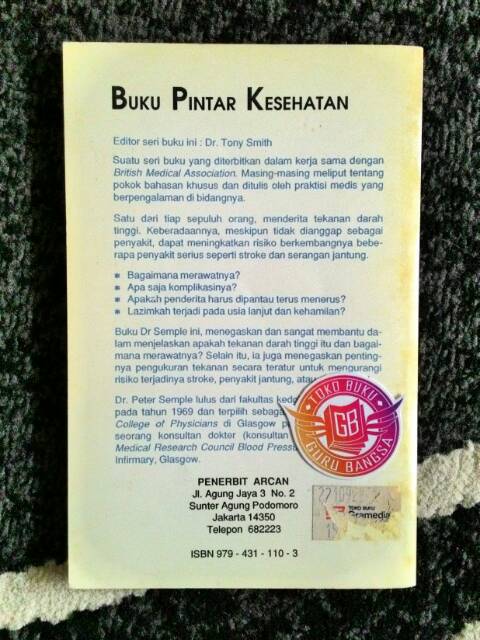 BUKU PINTAR KESEHATAN
Editor seri buku ini : Dr. Tony Smith
Suatu seri buku yang diterbitkan dalam kerja sama dengan
British Medical Association. Masing-masing meliput tentang
pokok bahasan khusus dan ditulis oleh praktisi medis yang
berpengalaman di bidangnya.
Satu dari tiap sepuluh orang, menderita tekanan darah
tinggi. Keberadaannya, meskipun tidak dianggap sebagai
penyakit, dapat meningkatkan risiko berkembangnya bebe-
rapa penyakit serius seperti stroke dan serangan jantung.
* Bagaimana merawatnya?
* Apa saja komplikasinya?
* Apakah penderita harus dipantau terus menerus?
* Lazimkah terjadi pada usia lanjut dan kehamilan?
Buku Dr Semple ini, menegaskan dan sangat membantu da-
lam menjelaskan apakah tekanan darah tinggi itu dan bagai-
mana merawatnya? Selain itu, ia juga menegaskan penting-
nya pengukuran tekanan secara teratur untuk mengurangi
risiko terjadinya stroke, penyakit jantung,
Dr. Peter Semple lulus dari fakultas
pada tahun 1969 dan terpilih
College of Physicians di Glasgow
seorang konsultan dokter (konsultan
Medical Research Council Blood
Infirmary, Glasgow.
TOKO BUKU
GB
GURU BANGSA
PENERBIT ARCAN
Jl. Agung Jaya 3 No. 2
Sunter Agung Podomoro
Jakarta 14350
Telepon 682223
TOKO BUKU
Gramedia
ISBN 979 - 431 - 110 - 3